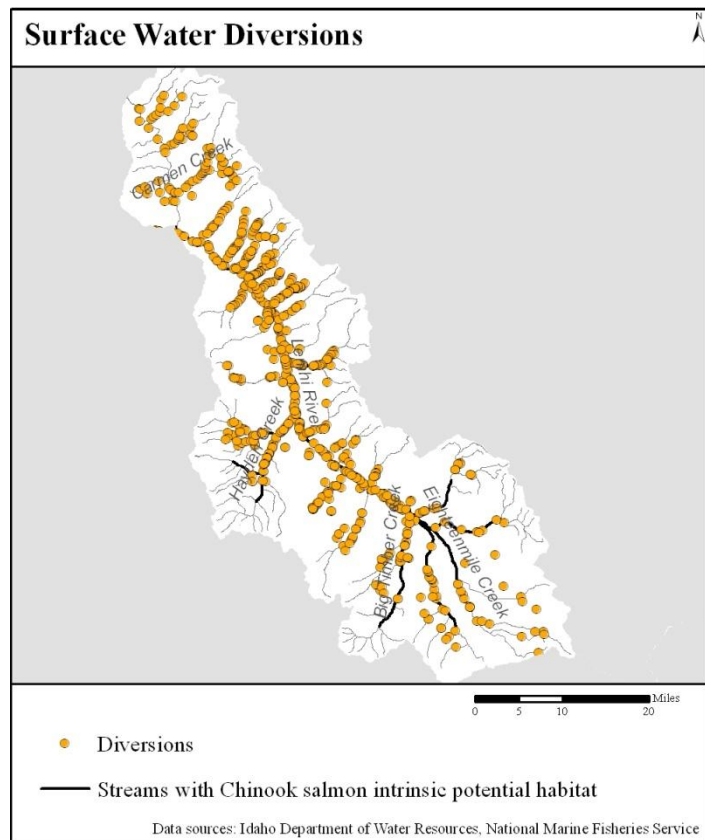 Surface Water Diversions
N
Carmen Creek
Lemhi River
Hayden Creek
Big Timber Creek
Eighteenmile Creek
Miles
0 5 10 20
Diversions
Streams with Chinook salmon intrinsic potential habitat
Data sources: Idaho Department of Water Resources, National Marine Fisheries Service